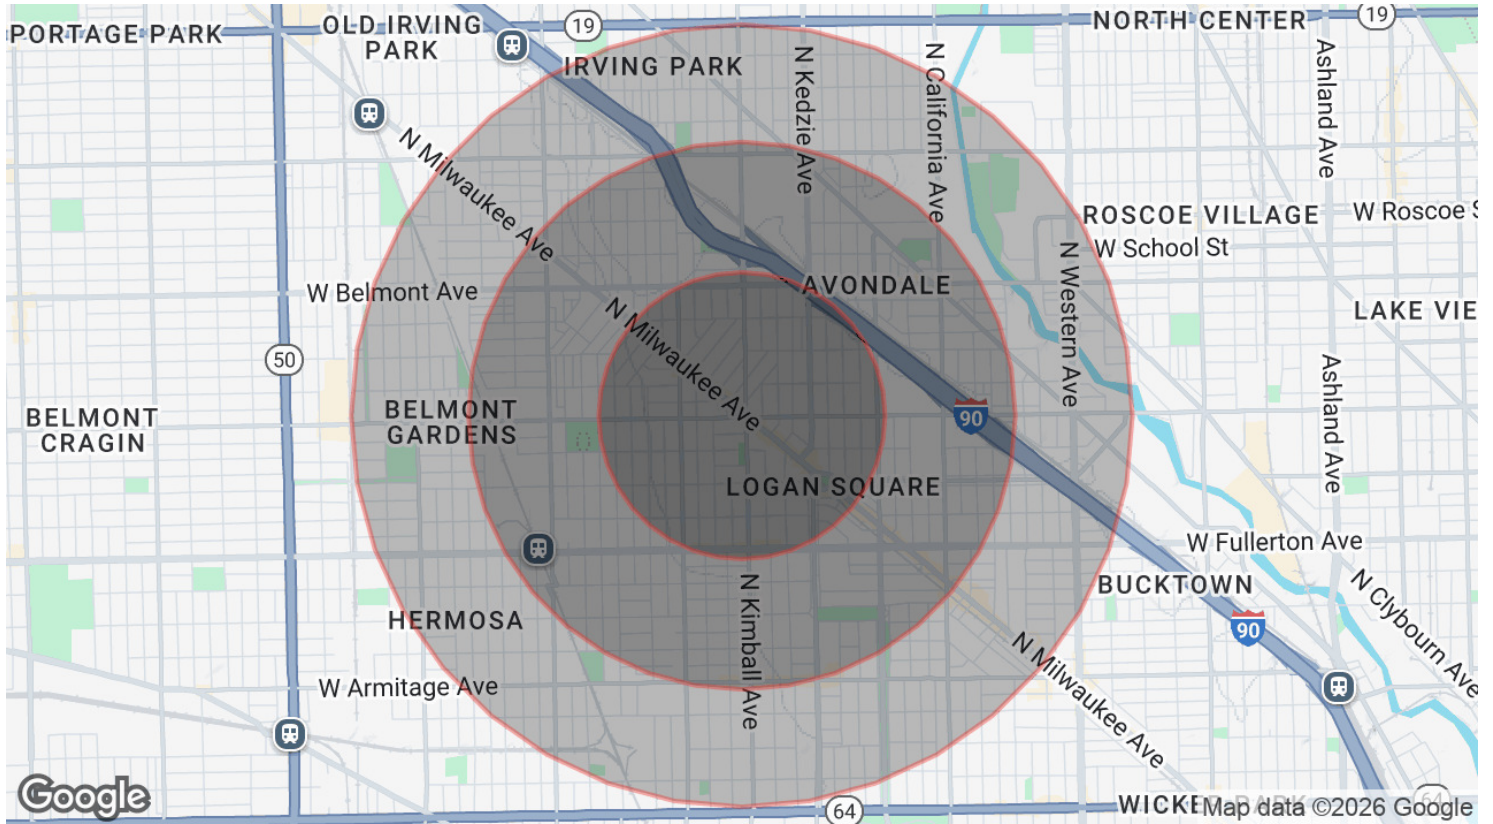 PORTAGE PARK
OLD IRVING
PARK
19
NORTH CENTER
19
IRVING PARK
N Kedzie Ave
N California Ave
Ashland Ave
N Milwaukee Ave
ROSCOE VILLAGE
W Roscoe S
W School St
W Belmont Ave
AVONDALE
N Western Ave
LAKE VIE
N Milwaukee Ave
50
Ashland Ave
BELMONT
CRAGIN
BELMONT
GARDENS
90
LOGAN SQUARE
W Fullerton Ave
BUCKTOWN
N Clybourn Ave
HERMOSA
N Kimball Ave
90
W Armitage Ave
N Milwaukee Ave
Google
64
WICKER PARK
64
Map data ©2026 Google